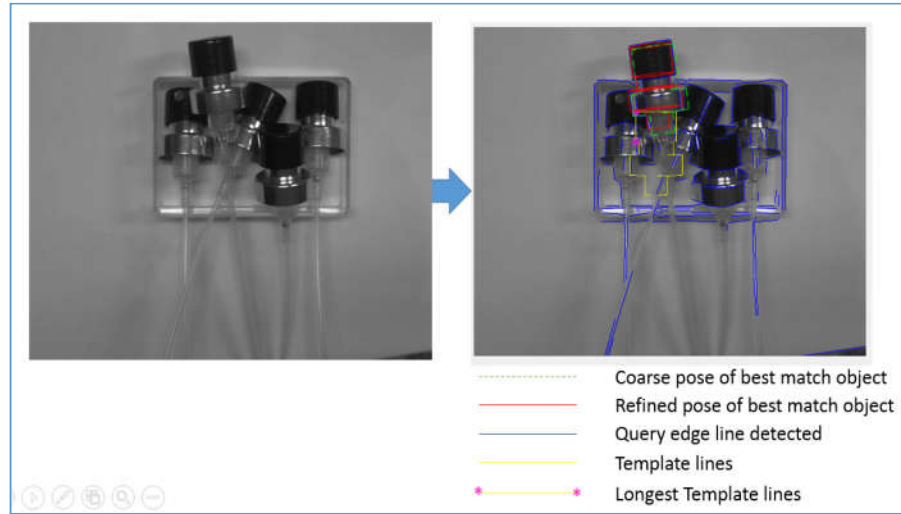 Coarse pose of best match object
Refined pose of best match object
Query edge line detected
Template lines
Longest Template lines